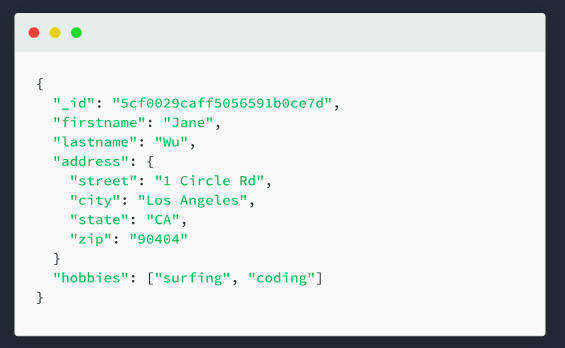 {
  "_id": "5cf0029caff5056591b0ce7d",
  "firstname": "Jane",
  "lastname": "Wu",
  "address": {
    "street": "1 Circle Rd",
    "city": "Los Angeles",
    "state": "CA",
    "zip": "90404"
  }
  "hobbies": ["surfing", "coding"]
}